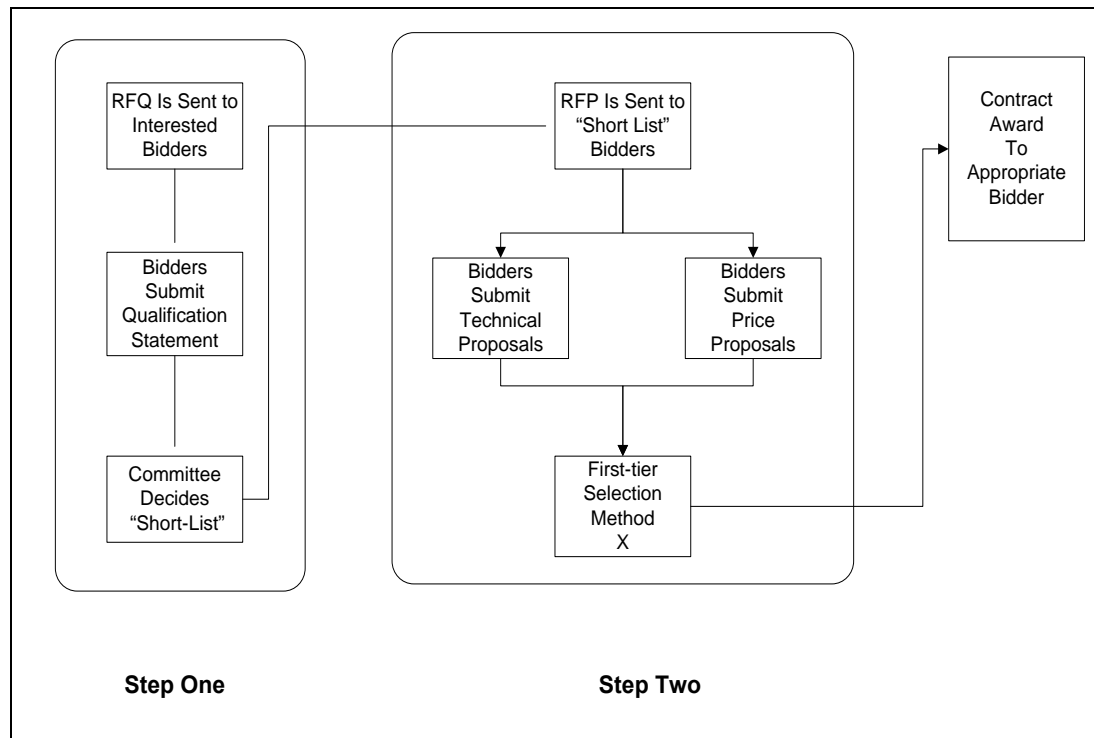 RFQ Is Sent to
Interested
Bidders
Bidders
Submit
Qualification
Statement
Committee
Decides
“Short-List”
RFP Is Sent to
“Short List”
Bidders
Bidders
Submit
Technical
Proposals
Bidders
Submit
Price
Proposals
First-tier
Selection
Method
X
Contract
Award
To
Appropriate
Bidder
Step One
Step Two